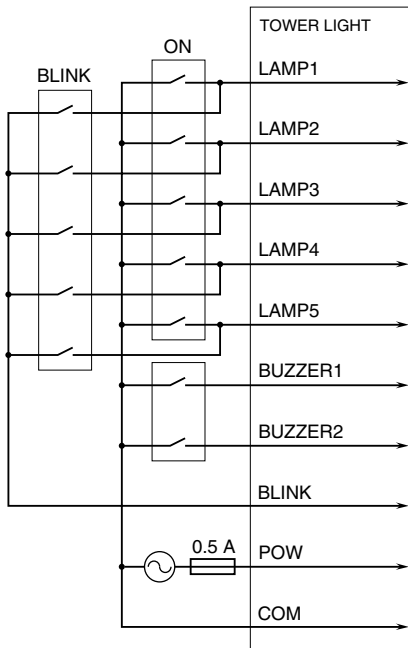 TOWER LIGHT
ON
BLINK
LAMP1
LAMP2
LAMP3
LAMP4
LAMP5
BUZZER1
BUZZER2
BLINK
0.5 A
POW
COM